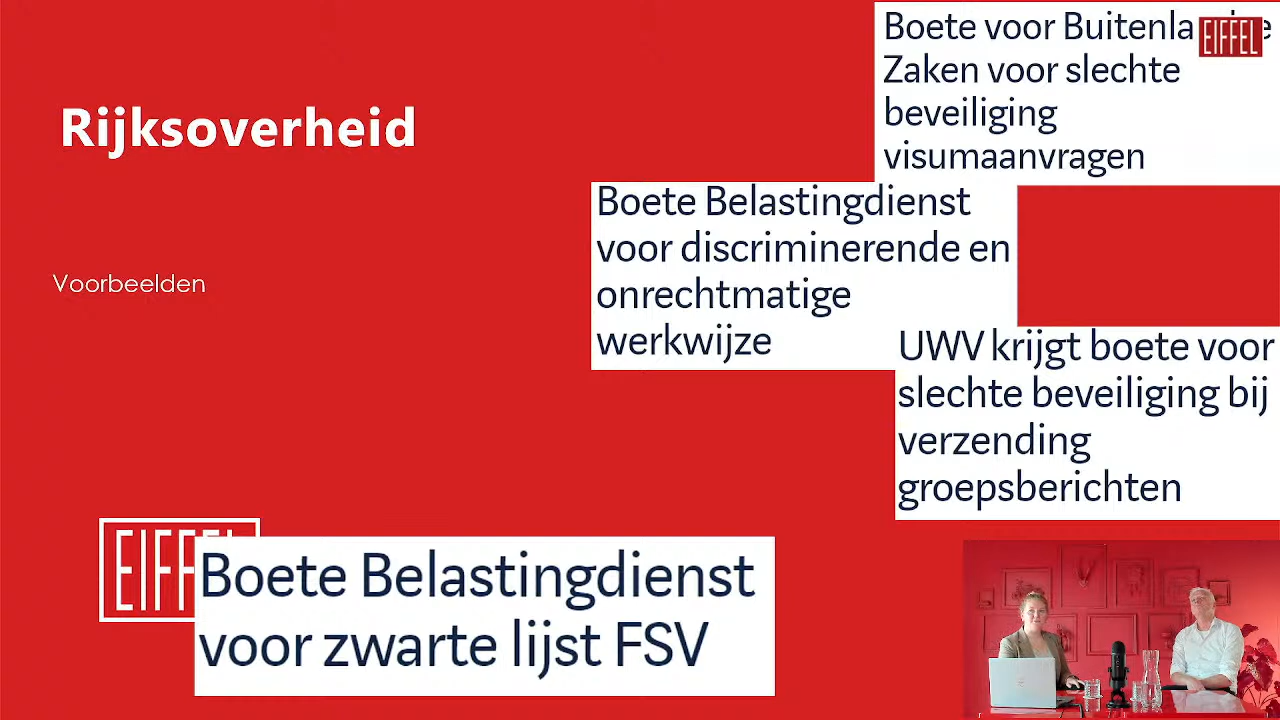 Boete voor Buitenla
EIFFEL
Zaken voor slechte
beveiliging
visumaanvragen
Rijksoverheid
Boete Belastingdienst
voor discriminerende en
onrechtmatige
werkwijze
Voorbeelden
UWV krijgt boete voor
slechte beveiliging bij
verzending
groepsberichten
EIFFEL
Boete Belastingdienst
voor zwarte lijst FSV